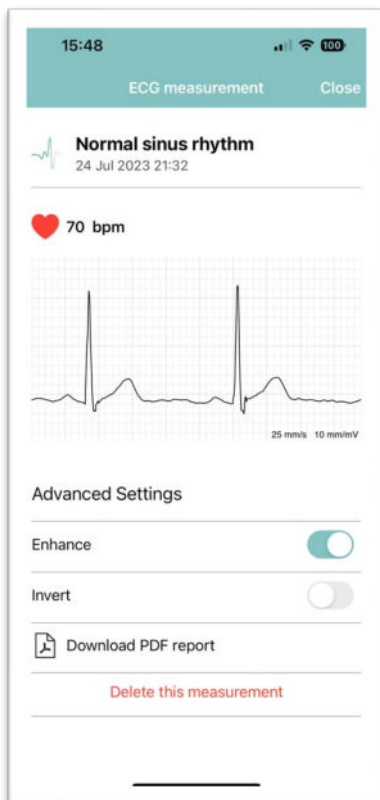 15:48
100
ECG measurement Close
Normal sinus rhythm
24 Jul 2023 21:32
70 bpm
25 mm/s 10 mm/mV
Advanced Settings
Enhance
Invert
Download PDF report
Delete this measurement